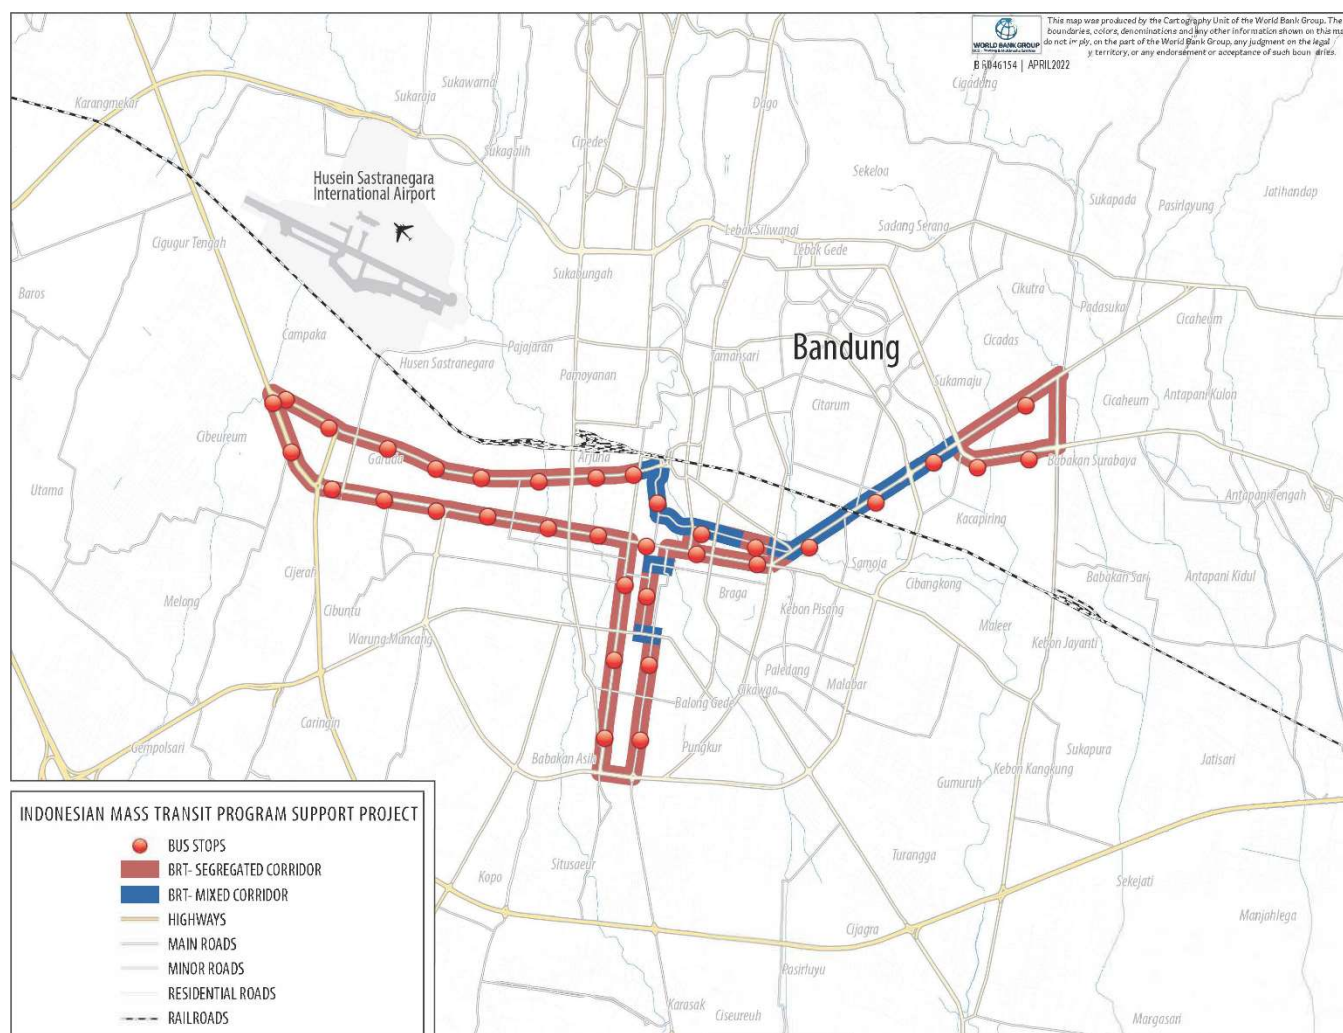 WORLD BANK GROUP
This map was produced by the Cartography Unit of the World Bank Group. The
boundaries, colors, denominations and any other information shown on this ma
do not imply, on the part of the World Bank Group, any judgment on the legal
territory, or any endorsement or acceptance of such boundaries.
APRIL2022
Karangmekar
Sukaraja
Sukawarna
Cigadung
Dago
Cipedes
Sukagalih
Husein Sastranegara
International Airport
Sekeloa
Sukapada
Pasirlayung
Jatihandap
Cigugur Tengah
Lebak Siliwangi
Sadang Serang
Lebak Gede
Sukabungah
Baros
Cikutra
Padasuka
Cicaheum
Campaka
Pajajaran
Husen Sastranegara
Pamoyanan
Tamansari
Bandung
Cicadas
Sukamaju
Citarum
Cicaheum
Antapani Kulon
Cibeureum
Garuda
Arjuna
Babakan Surabaya
Utama
Antapani Tengah
Kacapiring
Cijerah
Samoja
Cibangkong
Babakan Sari
Antapani Kidul
Melong
Cibuntu
Braga
Kebon Pisang
Maleer
Warung Muncang
Kebon Jayanti
Paledang
Cikawao
Malabar
Balong Gede
Caringin
Gempolsari
Babakan Asih
Pungkur
Sukapura
Jatisari
Kebon Kangkung
Gumuruh
INDONESIAN MASS TRANSIT PROGRAM SUPPORT PROJECT
BUS STOPS
BRT- SEGREGATED CORRIDOR
BRT- MIXED CORRIDOR
HIGHWAYS
MAIN ROADS
MINOR ROADS
RESIDENTIAL ROADS
RAILROADS
Situsaeur
Kopo
Turangga
Sekejati
Manjahlega
Cijagra
Pasirluyu
Karasak
Ciseureuh
Margasari